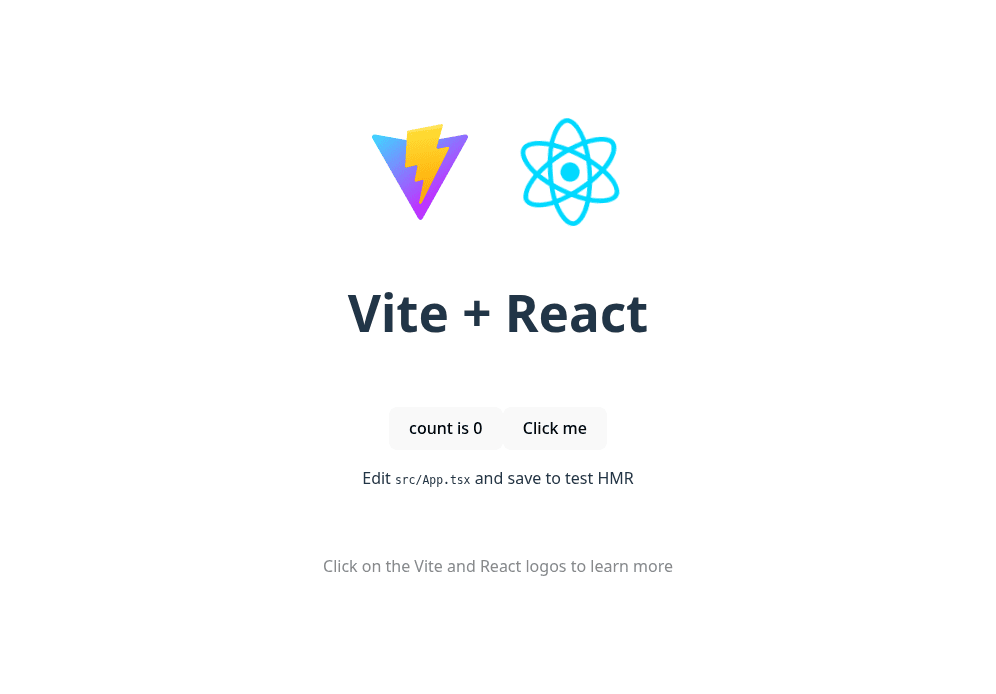 Vite + React
count is 0 Click me
Edit src/App.tsx and save to test HMR
Click on the Vite and React logos to learn more